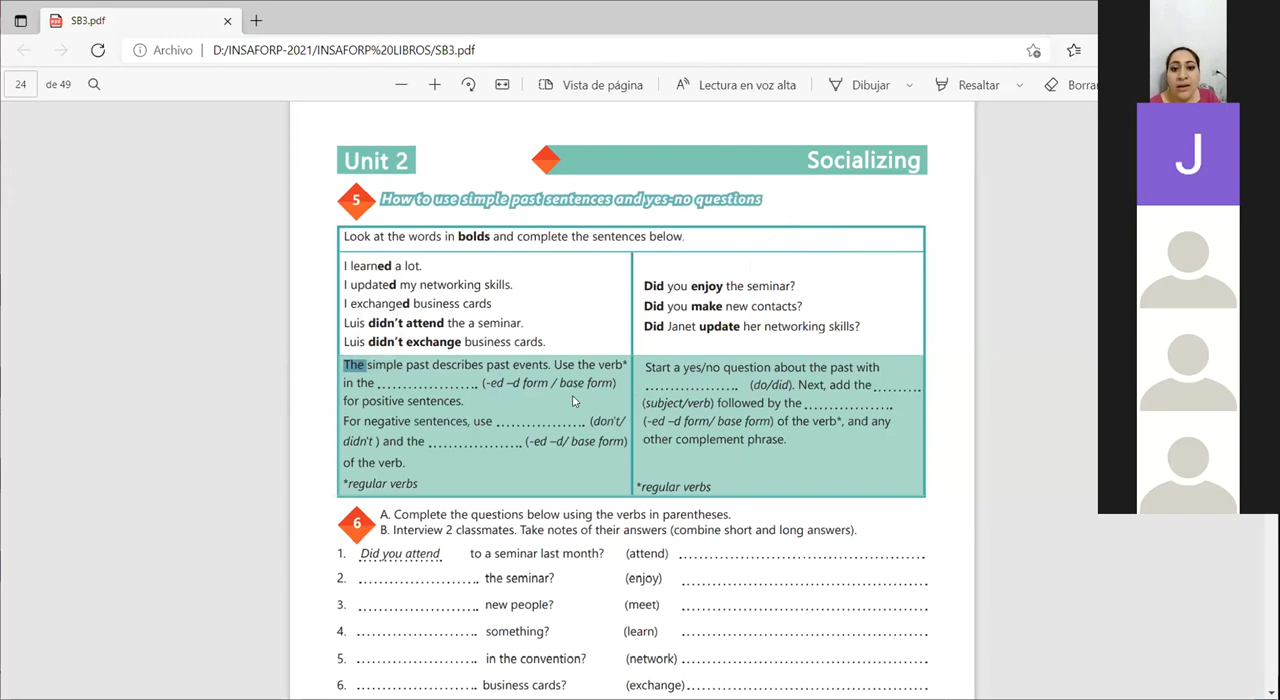 SB3.pdf
Archivo D:/INSAFORP-2021/INSAFORP%20LIBROS/SB3.pdf
24 de 49 Vista de página Lectura en voz alta Dibujar Resaltar Borrar
Unit 2 Socializing
5 How to use simple past sentences and yes-no questions
Look at the words in bolds and complete the sentences below.
I learned a lot.
I updated my networking skills.
I exchanged business cards
Luis didn't attend the a seminar.
Luis didn't exchange business cards.
Did you enjoy the seminar?
Did you make new contacts?
Did Janet update her networking skills?
The simple past describes past events. Use the verb*
in the .................... (-ed –d form / base form)
for positive sentences.
For negative sentences, use .................. (don't/
didn't ) and the ................... (-ed –d/ base form)
of the verb.
*regular verbs
Start a yes/no question about the past with
................... (do/did). Next, add the .........
(subject/verb) followed by the ..................
(-ed –d form/ base form) of the verb*, and any
other complement phrase.
*regular verbs
6 A. Complete the questions below using the verbs in parentheses.
B. Interview 2 classmates. Take notes of their answers (combine short and long answers).
1. Did you attend to a seminar last month? (attend) ..................................................
2. ......................... the seminar? (enjoy) ..................................................
3. ......................... new people? (meet) ..................................................
4. ......................... something? (learn) ..................................................
5. ......................... in the convention? (network) ..................................................
6. ......................... business cards? (exchange) ..................................................
J